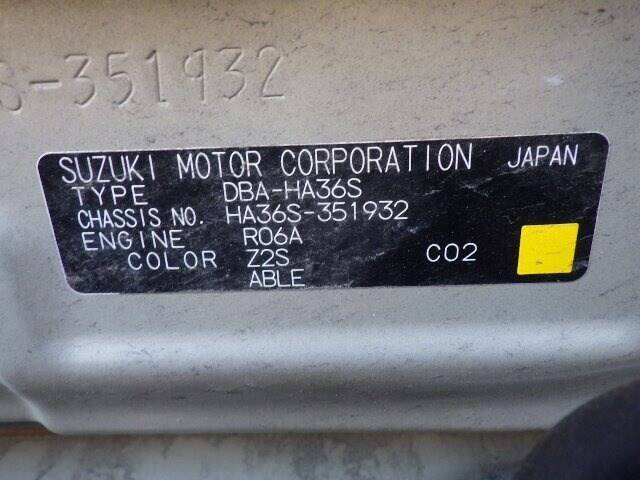 S-351932
SUZUKI MOTOR CORPORATION JAPAN
TYPE DBA-HA36S
CHASSIS NO. HA36S-351932
ENGINE R06A
COLOR Z2S C02
ABLE